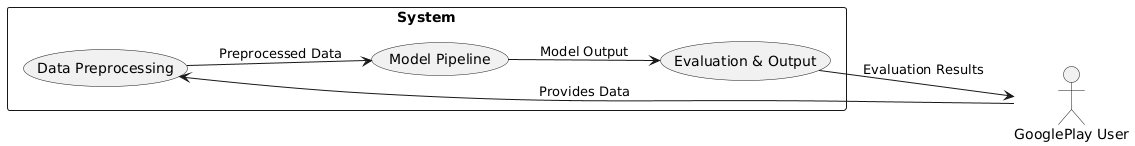 System
Data Preprocessing
Preprocessed Data
Model Pipeline
Model Output
Evaluation & Output
Evaluation Results
Provides Data
GooglePlay User